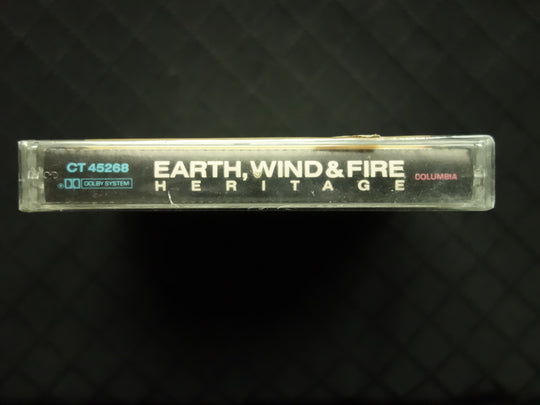 CT 45268
DOLBY SYSTEM
EARTH, WIND & FIRE
HERITAGE
COLUMBIA